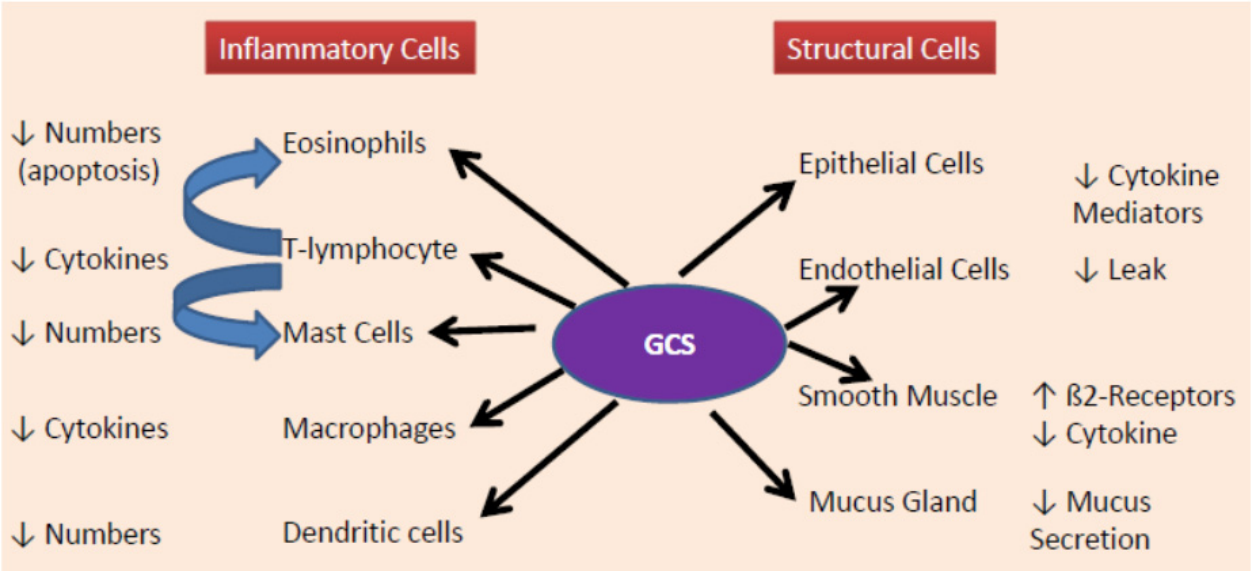 Inflammatory Cells
Structural Cells
↓ Numbers
(apoptosis)
Eosinophils
↓ Cytokines
T-lymphocyte
↓ Numbers
Mast Cells
↓ Cytokines
Macrophages
↓ Numbers
Dendritic cells
GCS
Epithelial Cells
↓ Cytokine
Mediators
Endothelial Cells
↓ Leak
Smooth Muscle
↑ ß2-Receptors
↓ Cytokine
Mucus Gland
↓ Mucus
Secretion